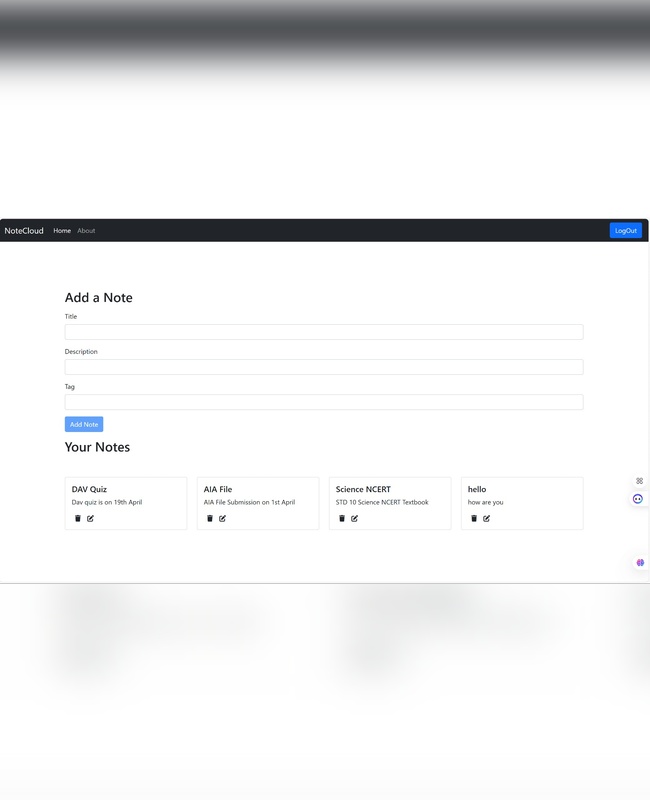 NoteCloud Home About LogOut
Add a Note
Title
Description
Tag
Add Note
Your Notes
DAV Quiz
Dav quiz is on 19th April
AIA File
AIA File Submission on 1st April
Science NCERT
STD 10 Science NCERT Textbook
hello
how are you